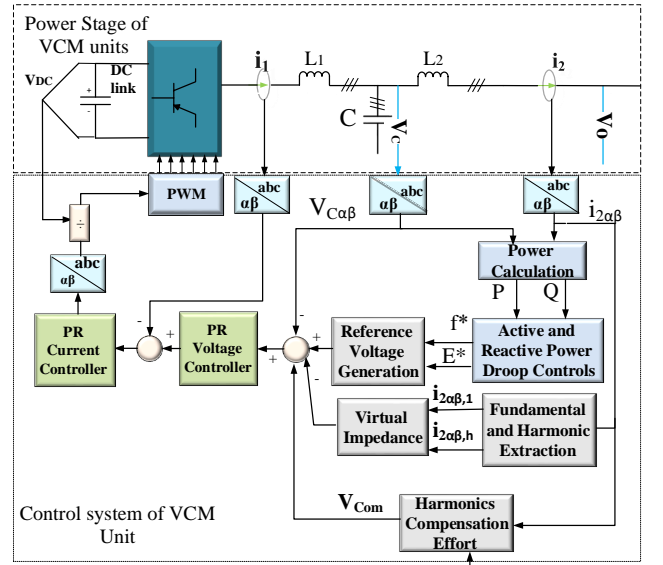 Power Stage of
VCM units
VDC
DC
link
+
-
i1
L1
L2
i2
C
Vc
Vo
PWM
abc
αβ
abc
αβ
abc
αβ
VCαβ
i2αβ
÷
abc
αβ
Power
Calculation
P
Q
-
-
+
+
+
-
f*
E*
PR
Current
Controller
PR
Voltage
Controller
Reference
Voltage
Generation
Active and
Reactive Power
Droop Controls
Virtual
Impedance
i2αβ,1
i2αβ,h
Fundamental
and Harmonic
Extraction
VCom
Harmonics
Compensation
Effort
Control system of VCM
Unit